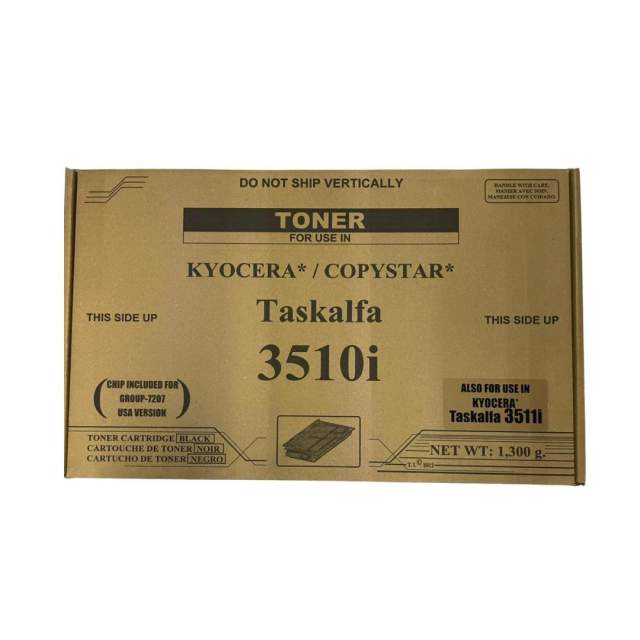 DO NOT SHIP VERTICALLY
HANDLE WITH CARE.
MANIER AVEC SOIN.
MANEJESE CON CUIDADO.
TONER
FOR USE IN
KYOCERA* / COPYSTAR*
THIS SIDE UP
Taskalfa
THIS SIDE UP
3510i
CHIP INCLUDED FOR
GROUP-7207
USA VERSION
ALSO FOR USE IN
KYOCERA*
Taskalfa 3511i
TONER CARTRIDGE BLACK
CARTOUCHE DE TONER NOIR
CARTUCHO DE TONER NEGRO
NET WT: 1,300 g.
T.I.© 2012